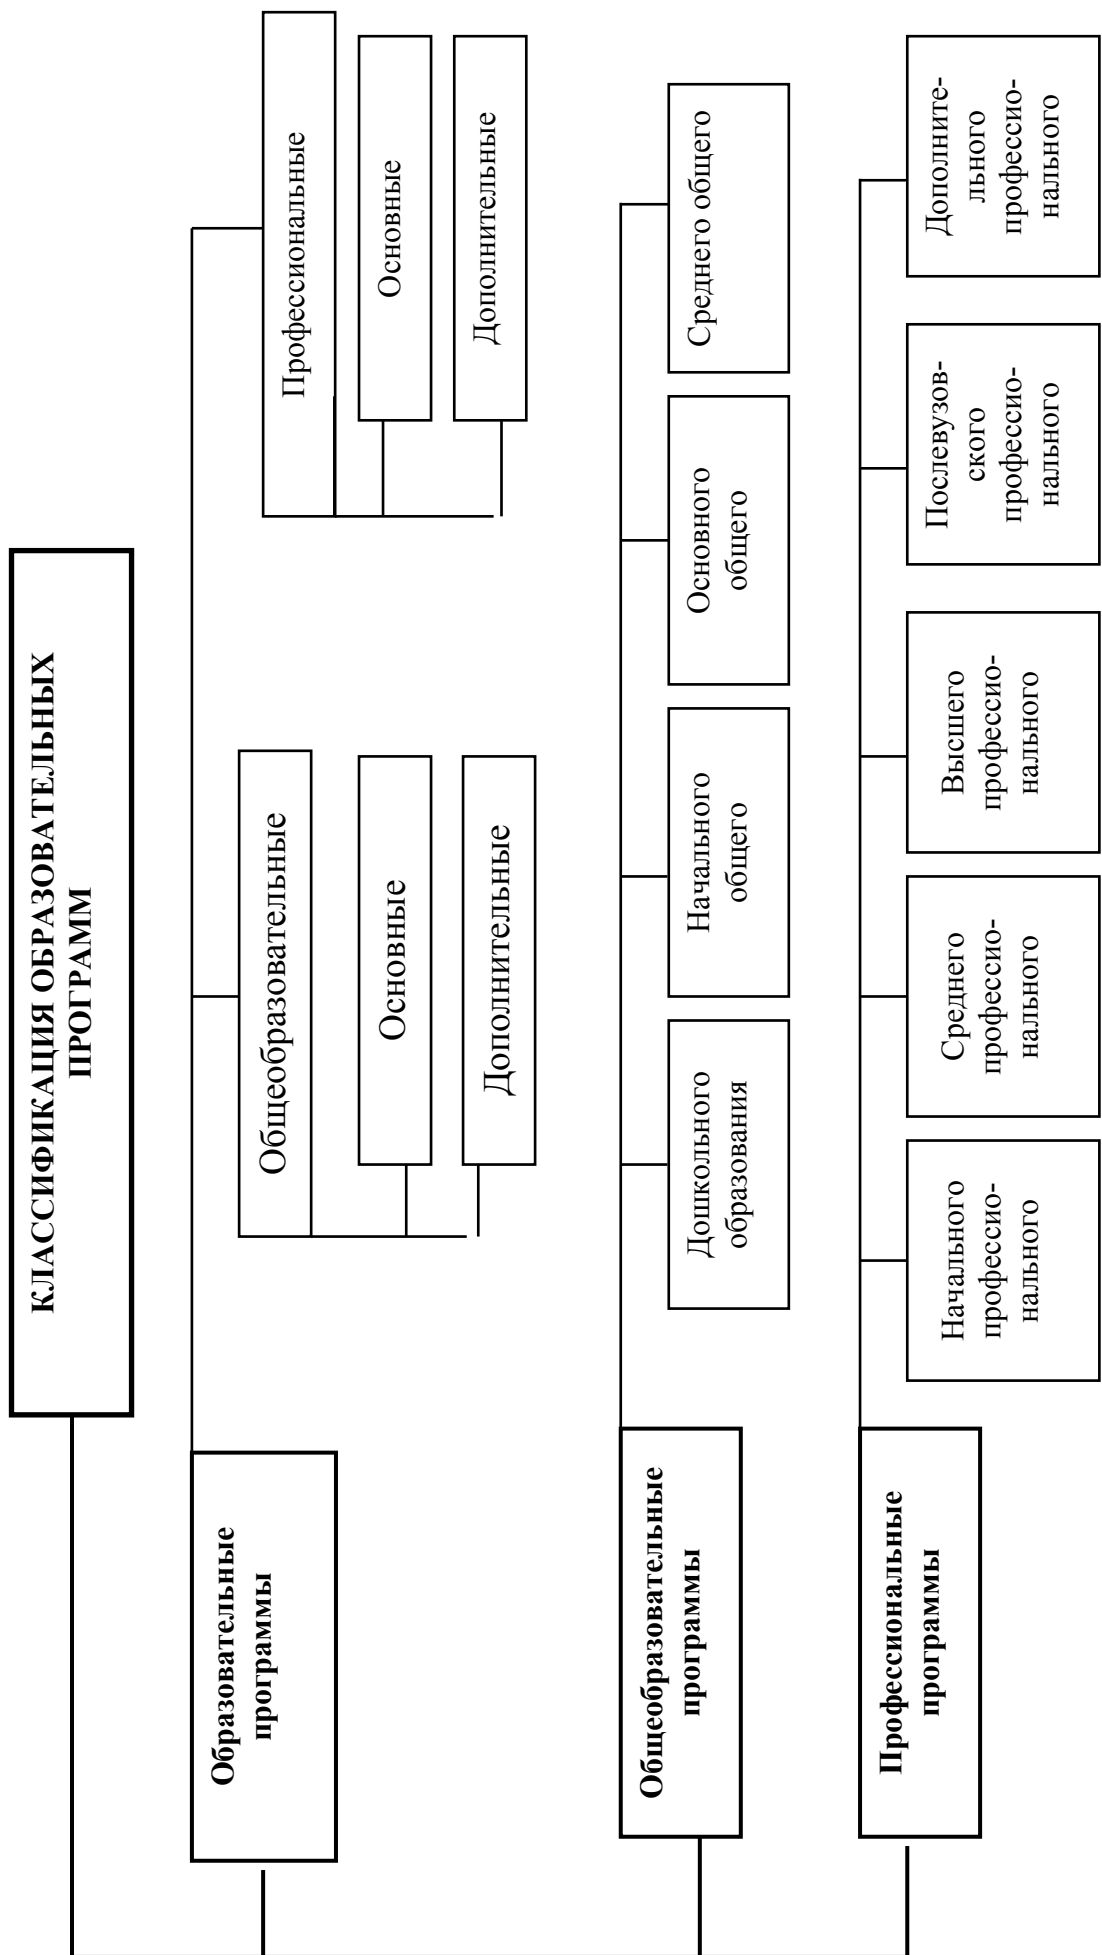 КЛАССИФИКАЦИЯ ОБРАЗОВАТЕЛЬНЫХ
ПРОГРАММ
Образовательные
программы
Общеобразовательные
Основные
Дополнительные
Профессиональные
Основные
Дополнительные
Общеобразовательные
программы
Дошкольного
образования
Начального
общего
Основного
общего
Среднего общего
Профессиональные
программы
Начального
профессио-
нального
Среднего
профессио-
нального
Высшего
профессио-
нального
Послевузов-
ского
профессио-
нального
Дополните-
льного
профессио-
нального